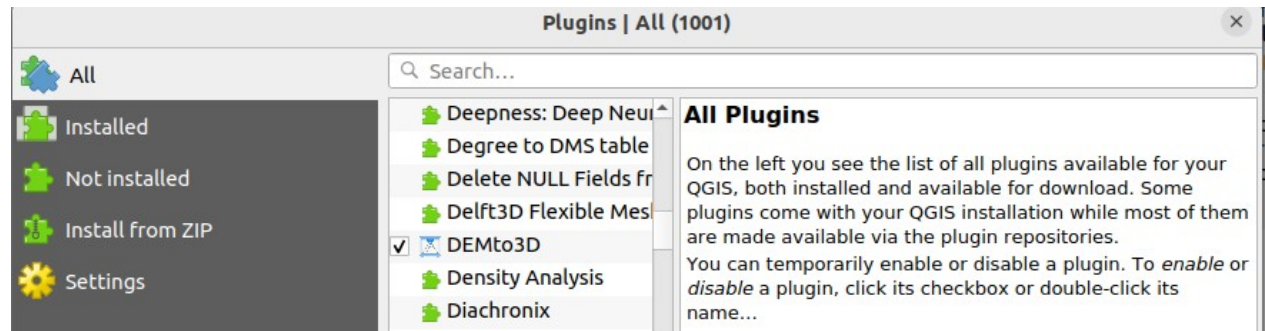 Plugins | All (1001)
All
Installed
Not installed
Install from ZIP
Settings
Search...
Deepness: Deep
Degree to DMS table
Delete NULL Fields
Delft3D Flexible
DEMto3D
Density Analysis
Diachronix
All Plugins
On the left you see the list of all plugins available for your
QGIS, both installed and available for download. Some
plugins come with your QGIS installation while most of them
are made available via the plugin repositories.
You can temporarily enable or disable a plugin. To enable or
disable a plugin, click its checkbox or double-click its
name…